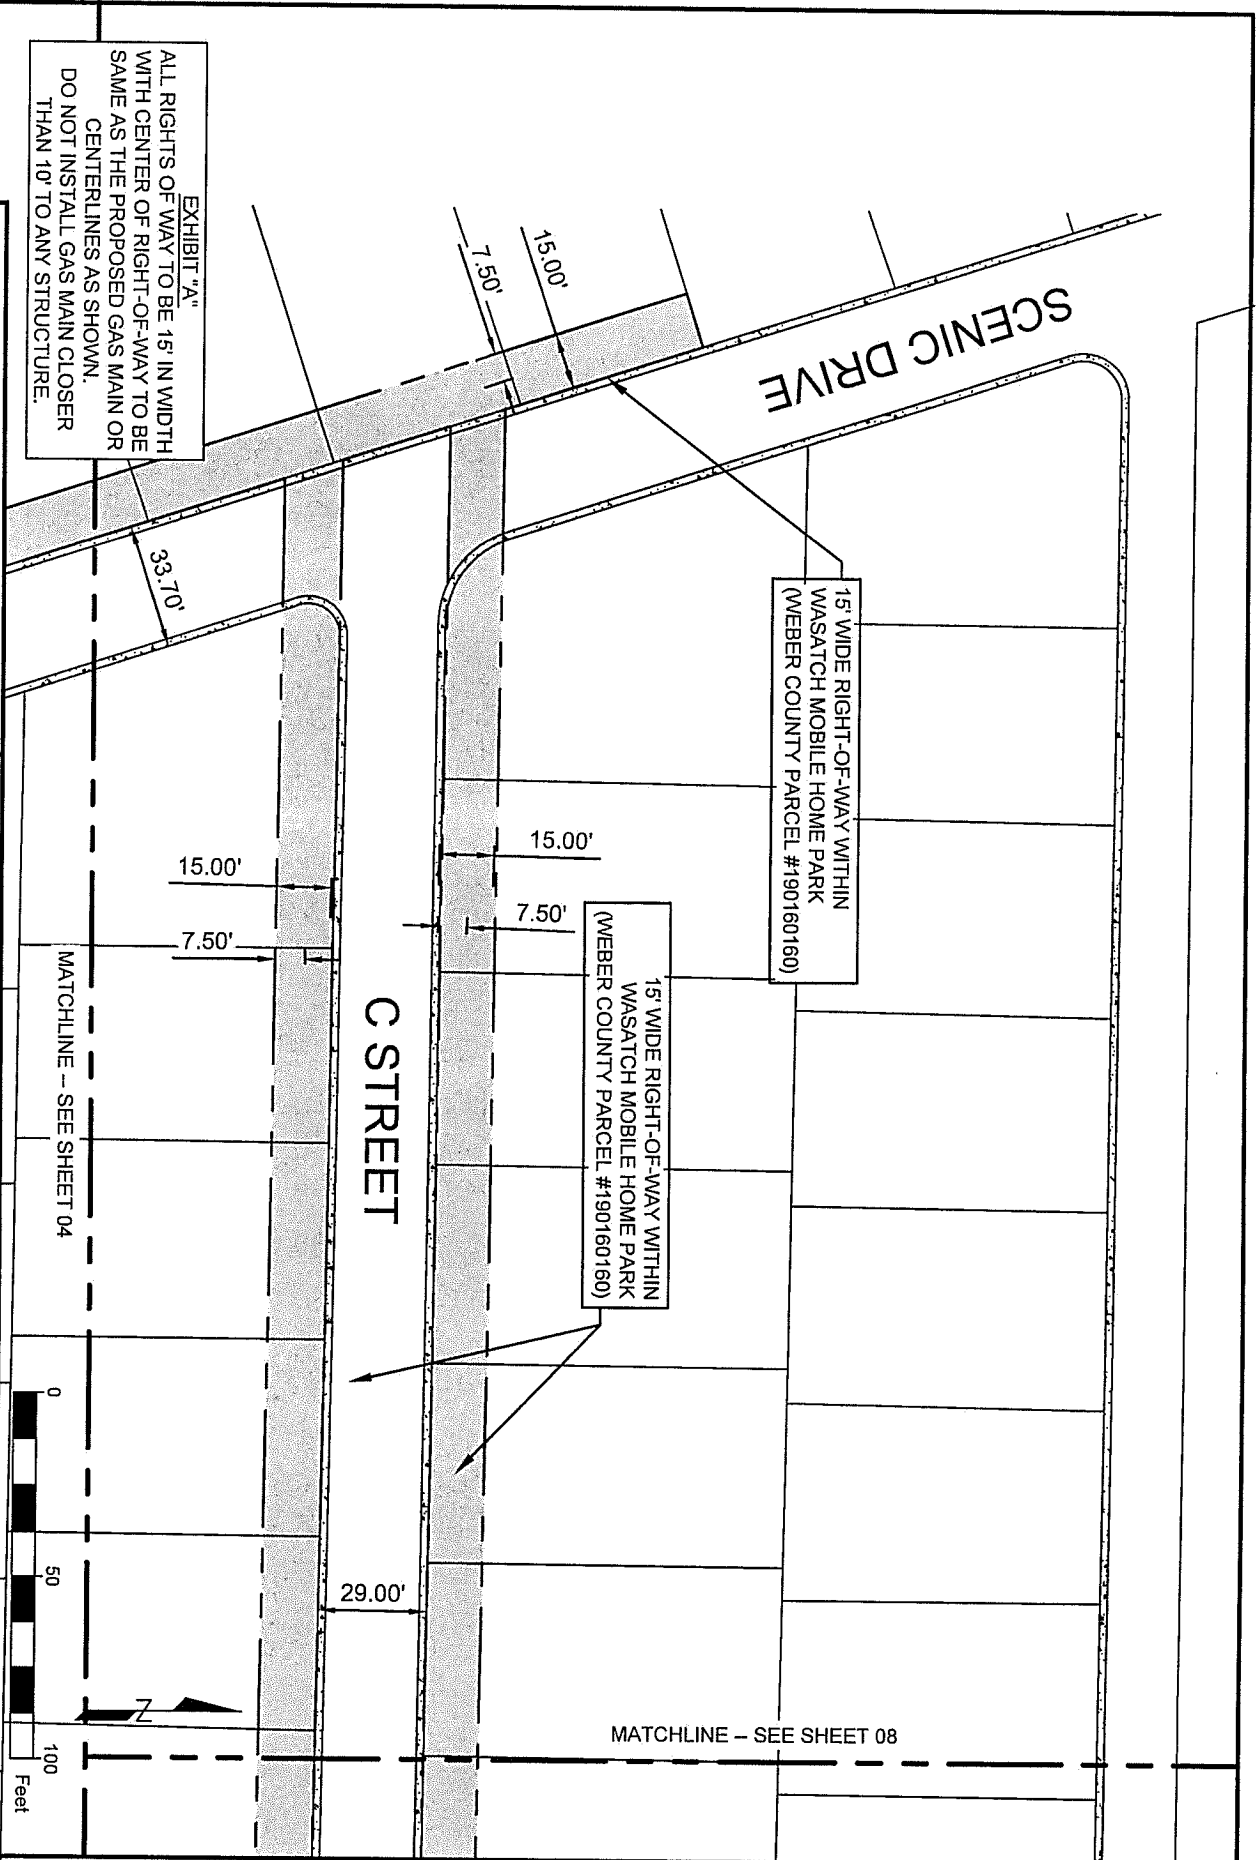 SCENIC DRIVE
15' WIDE RIGHT-OF-WAY WITHIN
WASATCH MOBILE HOME PARK
(WEBER COUNTY PARCEL #190160160)
15' WIDE RIGHT-OF-WAY WITHIN
WASATCH MOBILE HOME PARK
(WEBER COUNTY PARCEL #190160160)
MATCHLINE – SEE SHEET 08
15.00'
7.50'
15.00'
7.50'
C STREET
29.00'
15.00'
7.50'
33.70'
EXHIBIT "A"
ALL RIGHTS OF WAY TO BE 15' IN WIDTH
WITH CENTER OF RIGHT-OF-WAY TO BE
SAME AS THE PROPOSED GAS MAIN OR
CENTERLINES AS SHOWN.
DO NOT INSTALL GAS MAIN CLOSER
THAN 10' TO ANY STRUCTURE.
MATCHLINE – SEE SHEET 04
Z
0
50
100
Feet